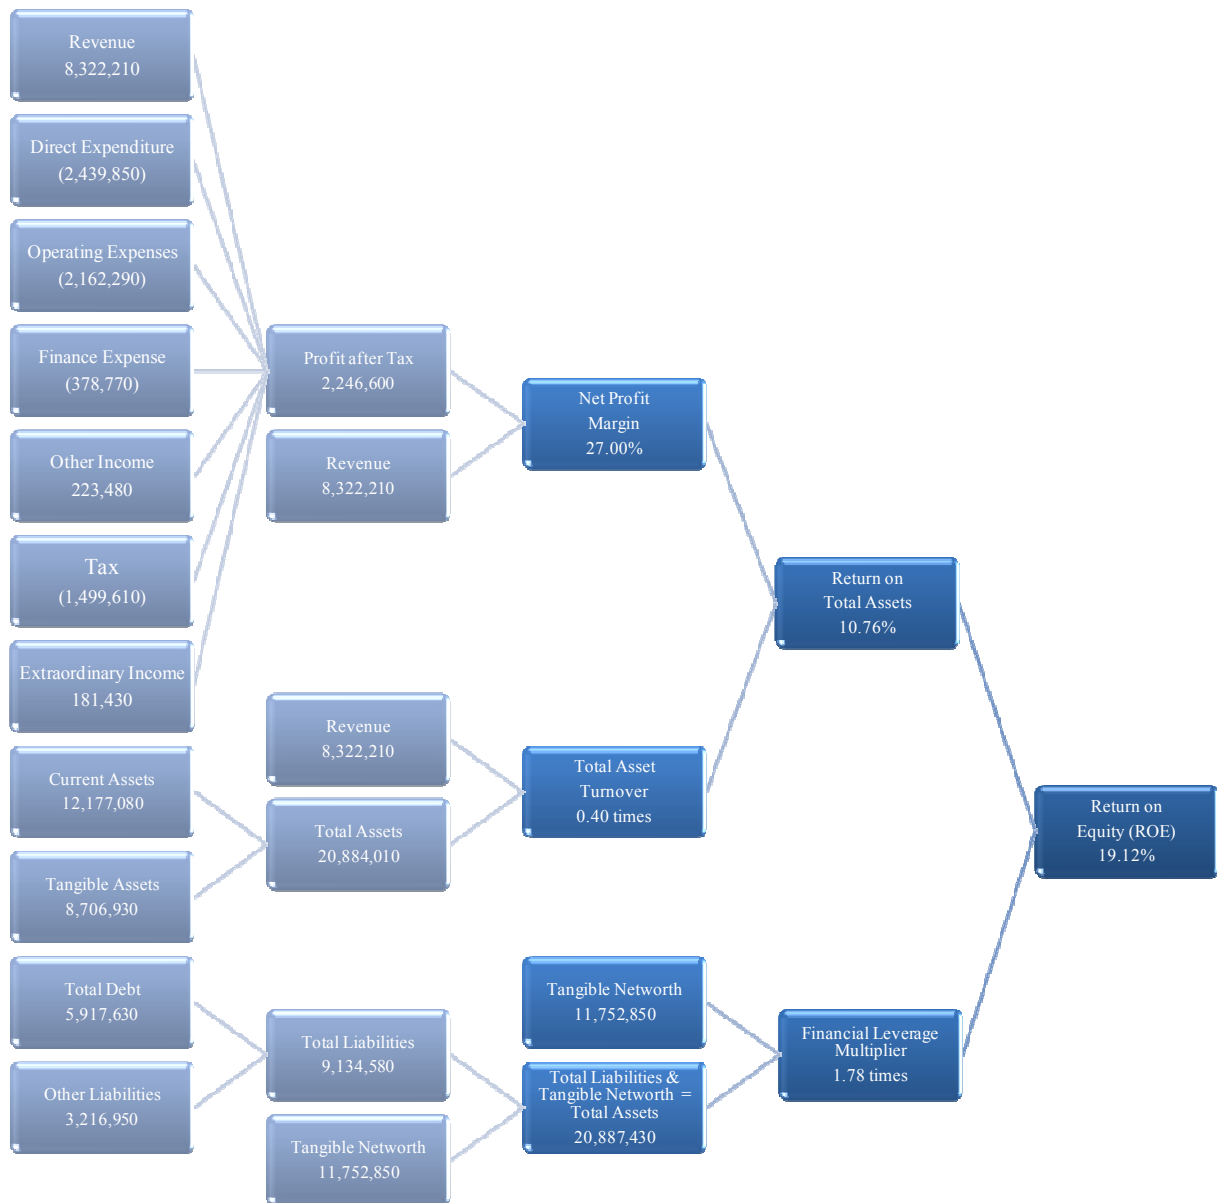 Revenue
8,322,210
Direct Expenditure
(2,439,850)
Operating Expenses
(2,162,290)
Finance Expense
(378,770)
Other Income
223,480
Tax
(1,499,610)
Extraordinary Income
181,430
Current Assets
12,177,080
Tangible Assets
8,706,930
Total Debt
5,917,630
Other Liabilities
3,216,950
Profit after Tax
2,246,600
Revenue
8,322,210
Revenue
8,322,210
Total Assets
20,884,010
Total Liabilities
9,134,580
Tangible Networth
11,752,850
Net Profit
Margin
27.00%
Total Asset
Turnover
0.40 times
Tangible Networth
11,752,850
Total Liabilities &
Tangible Networth =
Total Assets
20,887,430
Return on
Total Assets
10.76%
Financial Leverage
Multiplier
1.78 times
Return on
Equity (ROE)
19.12%